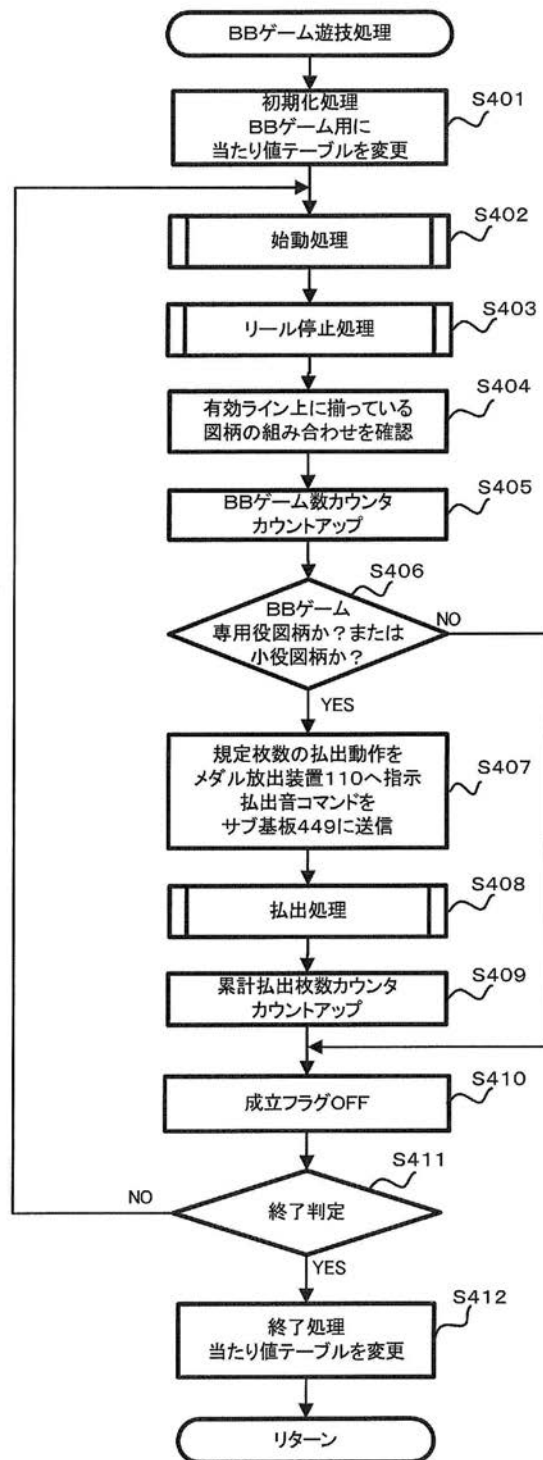 BBゲーム遊技処理
初期化処理
BBゲーム用に
当たり値テーブルを変更
S401
始動処理
S402
リール停止処理
S403
有効ライン上に揃っている
図柄の組み合わせを確認
S404
BBゲーム数カウンタ
カウントアップ
S405
BBゲーム
専用役図柄か？または
小役図柄か？
S406
NO
YES
規定枚数の払出動作を
メダル放出装置110へ指示
払出音コマンドを
サブ基板449に送信
S407
払出処理
S408
累計払出枚数カウンタ
カウントアップ
S409
成立フラグOFF
S410
終了判定
S411
NO
YES
終了処理
当たり値テーブルを変更
S412
リターン